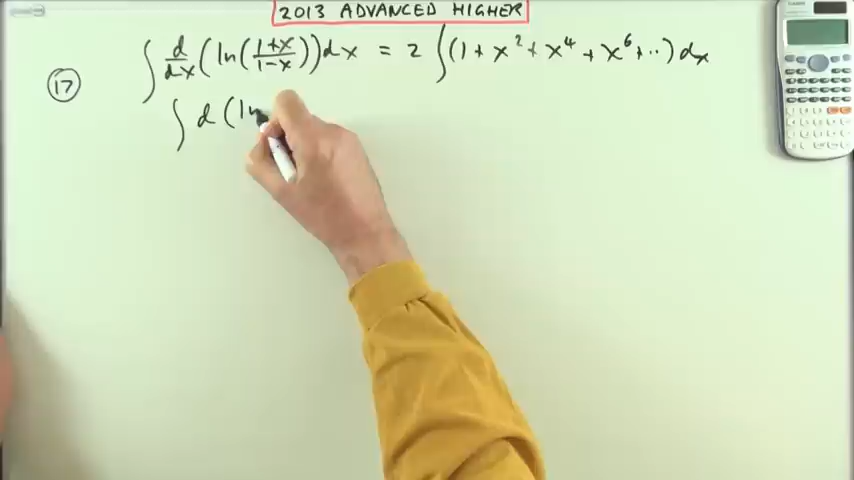 2013 ADVANCED HIGHER
∫ d/dx (ln((1+x)/(1-x))) dx = 2 ∫ (1 + x² + x⁴ + x⁶ + ..) dx
17
∫ d (ln